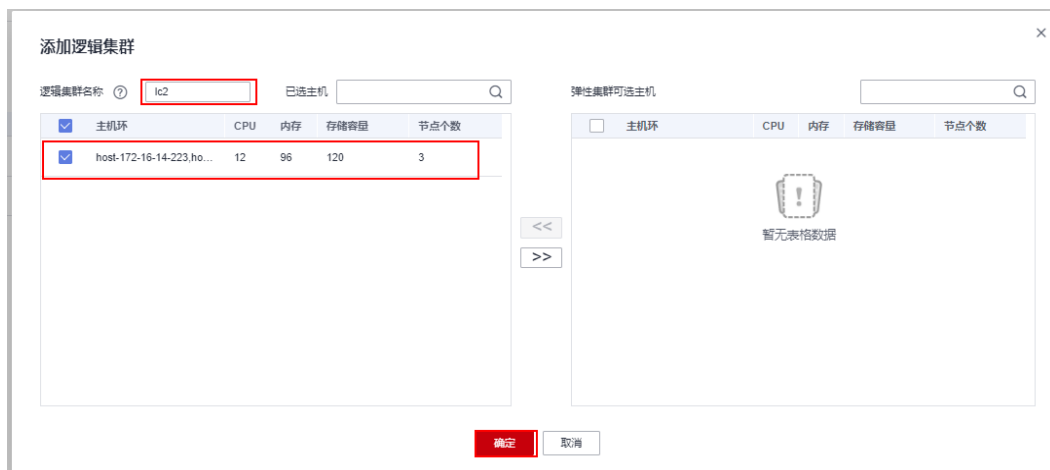 添加逻辑集群
×
逻辑集群名称 ? lc2 已选主机
主机环 CPU 内存 存储容量 节点个数
host-172-16-14-223,ho... 12 96 120 3
<<
>>
弹性集群可选主机
主机环 CPU 内存 存储容量 节点个数
!
暂无表格数据
确定 取消